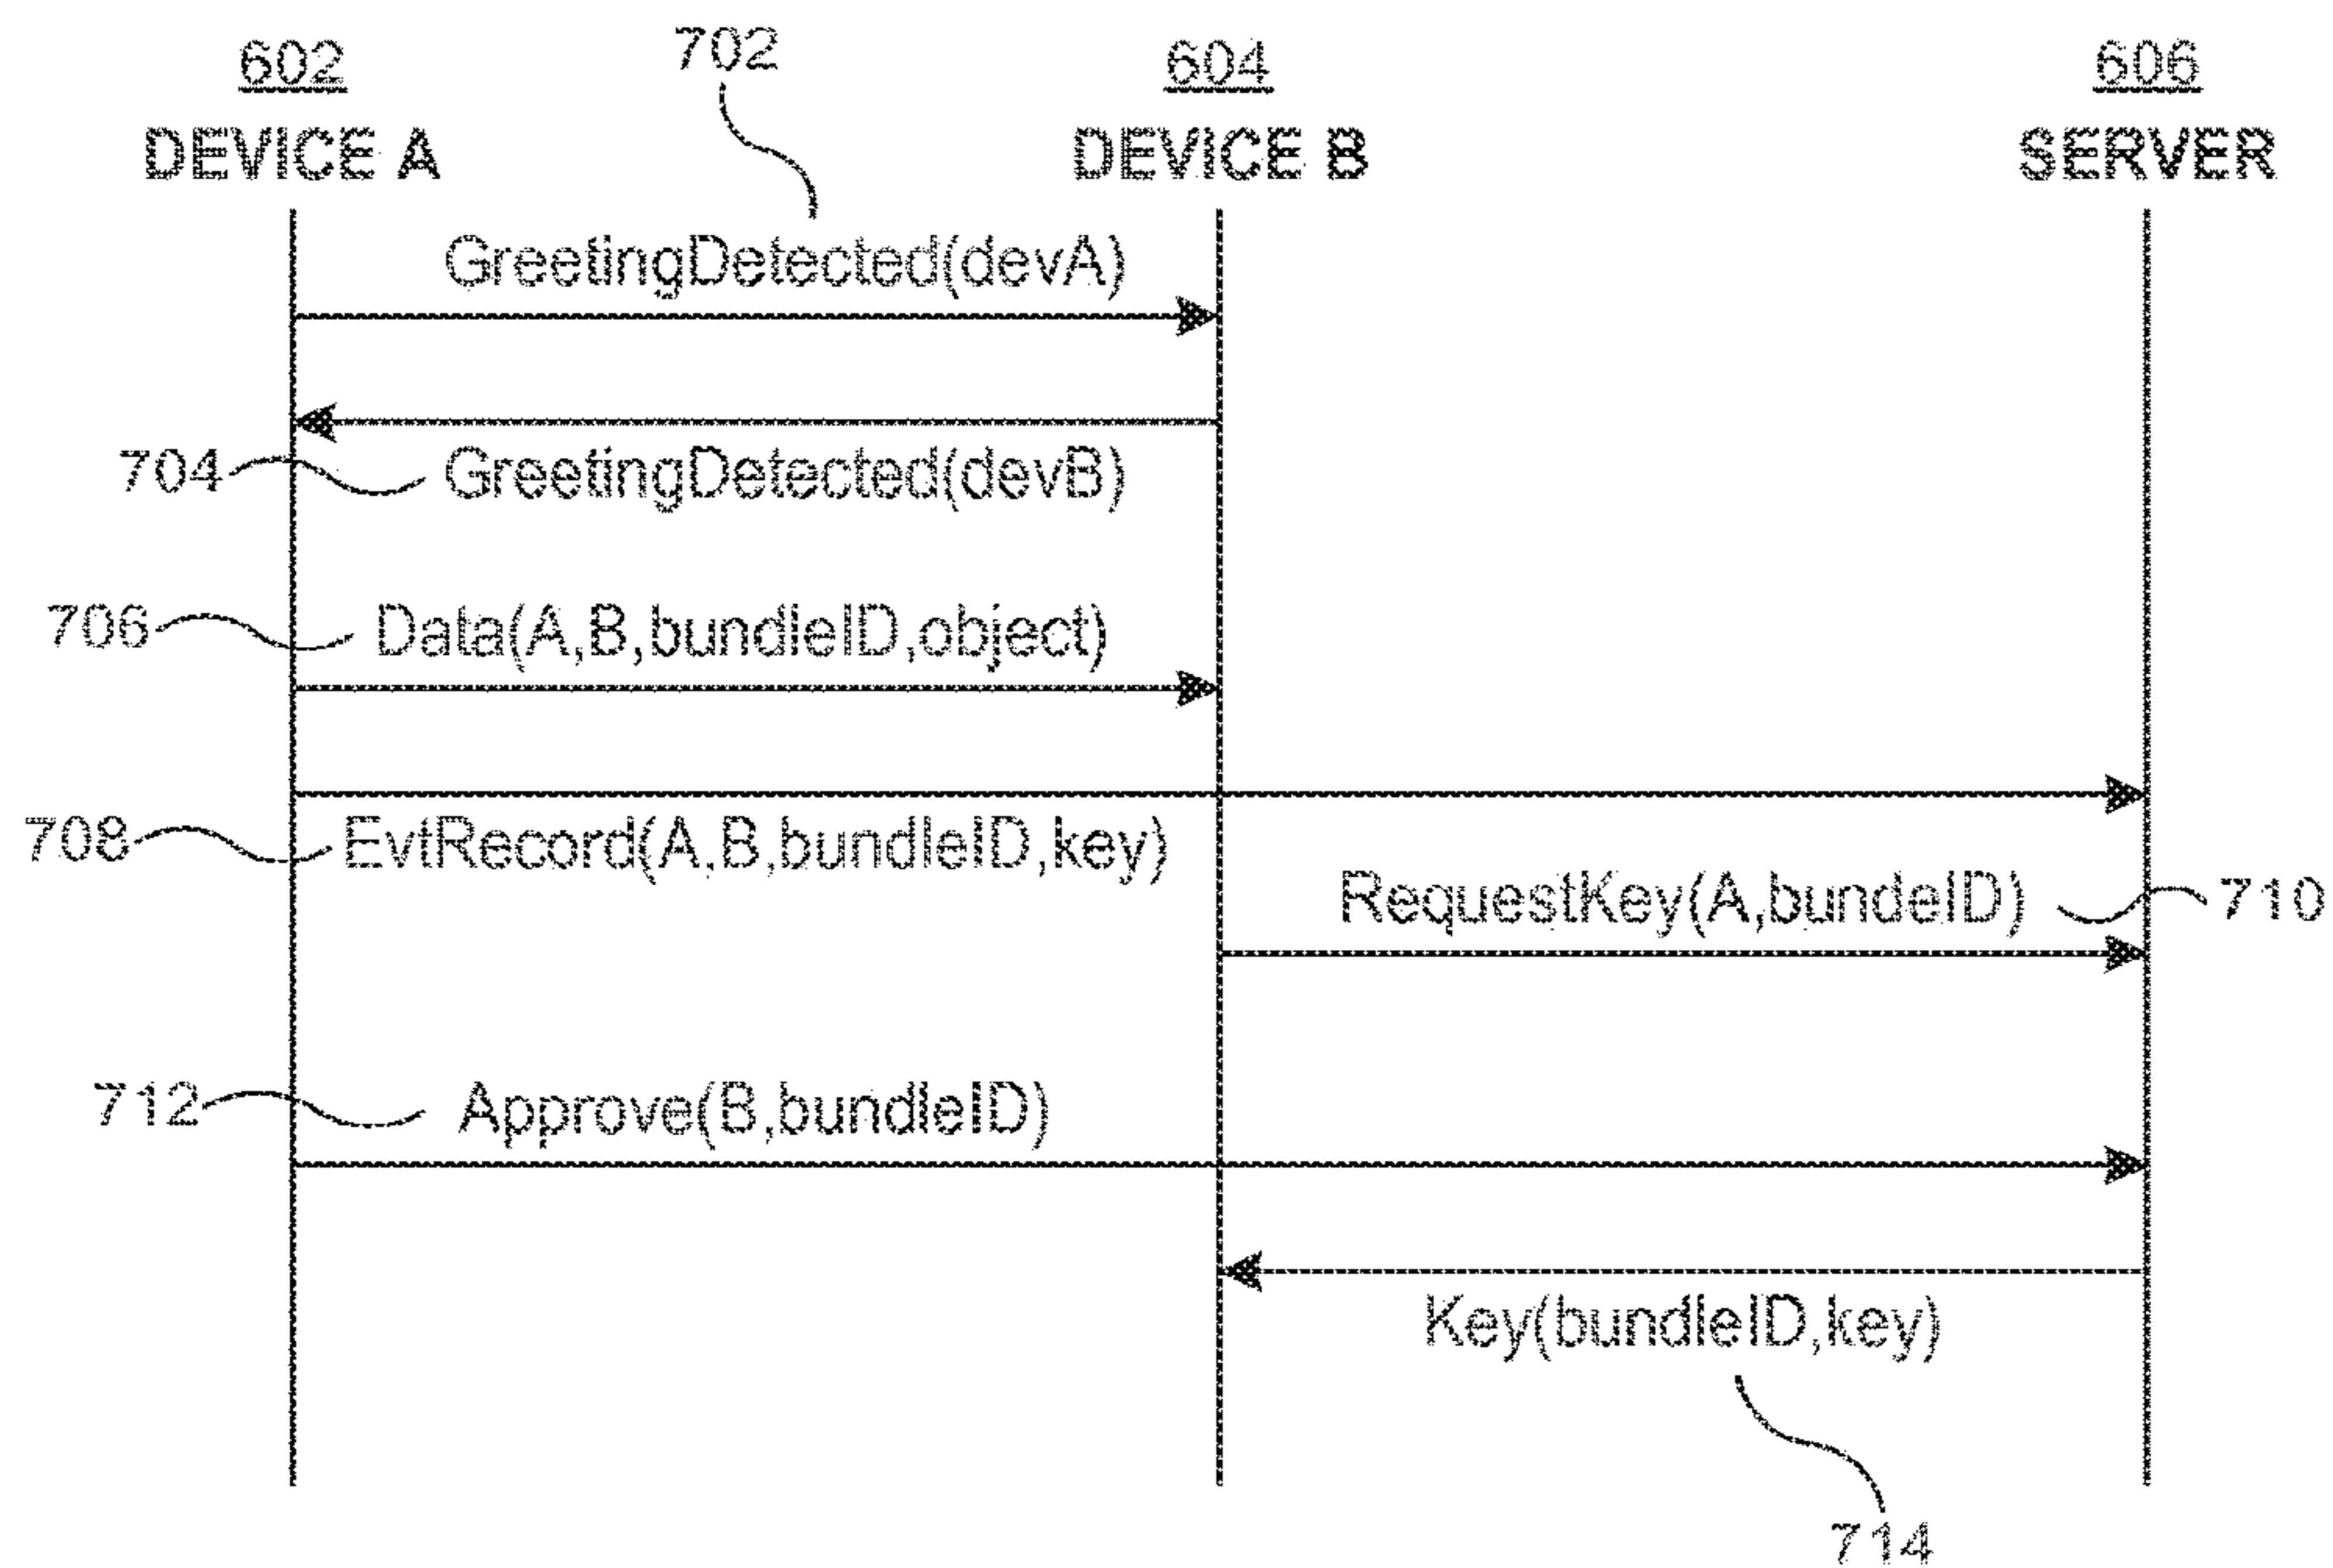 602 702 604 606
DEVICE A DEVICE B SERVER
GreetingDetected(devA)
704 GreetingDetected(devB)
706 Data(A,B,bundleID,object)
708 EvtRecord(A,B,bundleID,key)
RequestKey(A,bundeID) 710
712 Approve(B,bundleID)
Key(bundleID,key)
714